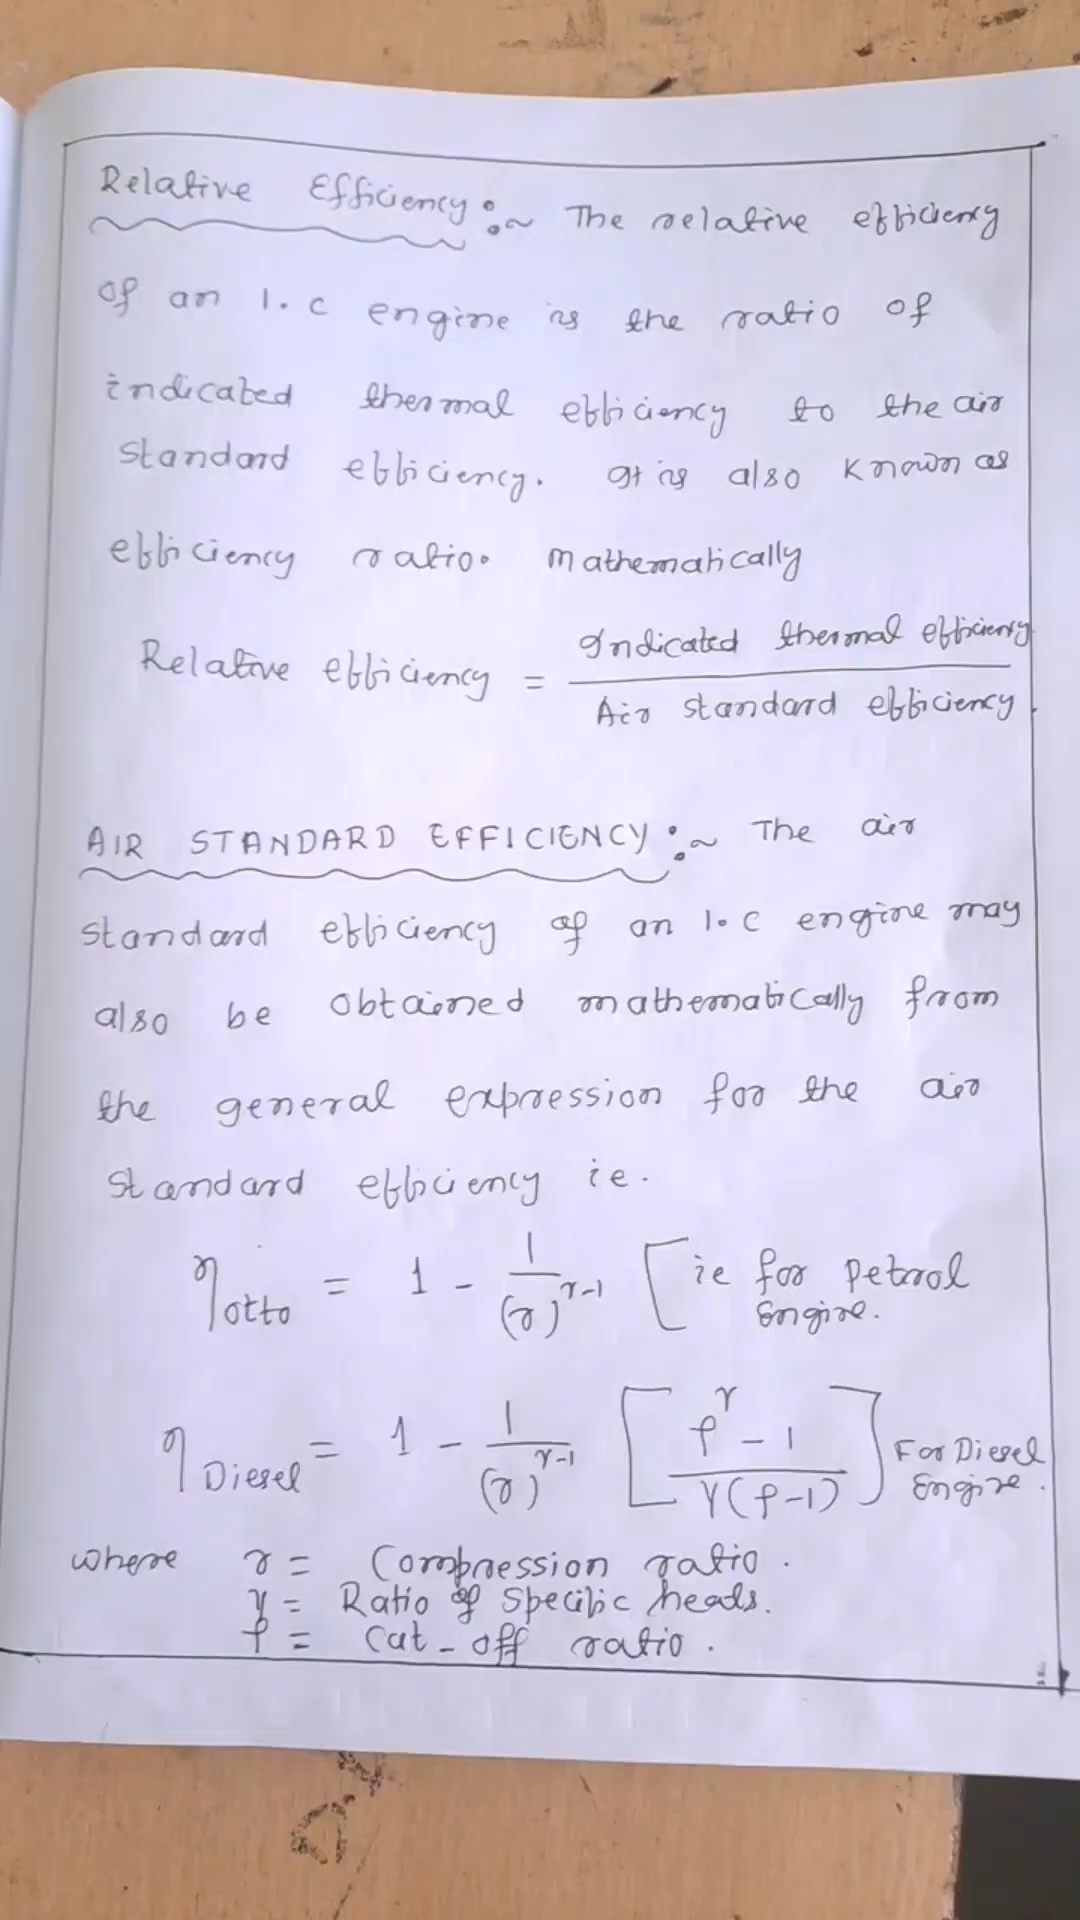 Relative Efficiency :~ The relative efficiency
of an I.C engine is the ratio of
indicated thermal efficiency to the air
standard efficiency. It is also known as
efficiency ratio. Mathematically
Relative efficiency = Indicated thermal efficiency / Air standard efficiency.
AIR STANDARD EFFICIENCY :~ The air
standard efficiency of an I.C engine may
also be obtained mathematically from
the general expression for the air
standard efficiency ie.
ηotto = 1 - 1/(r)^γ-1 [ie for petrol Engine.
ηDiesel = 1 - 1/(r)^γ-1 [ρ^γ - 1 / γ(ρ-1)] For Diesel Engine.
where r = Compression ratio.
γ = Ratio of Specific heads.
ρ = Cut-off ratio.